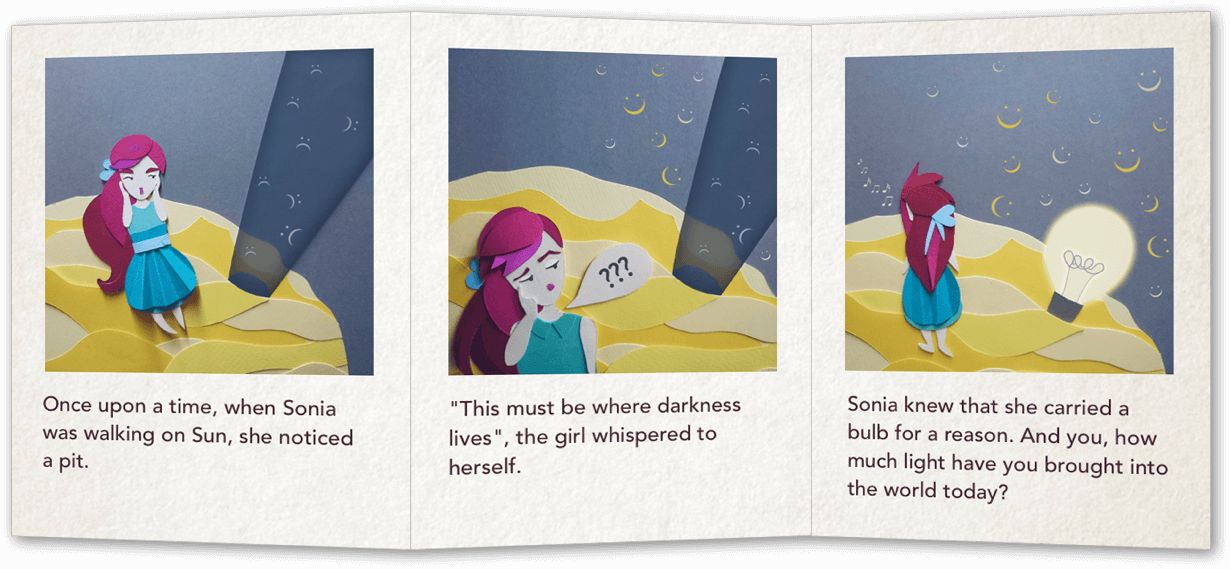 Once upon a time, when Sonia
was walking on Sun, she noticed
a pit.
???
"This must be where darkness
lives", the girl whispered to
herself.
Sonia knew that she carried a
bulb for a reason. And you, how
much light have you brought into
the world today?